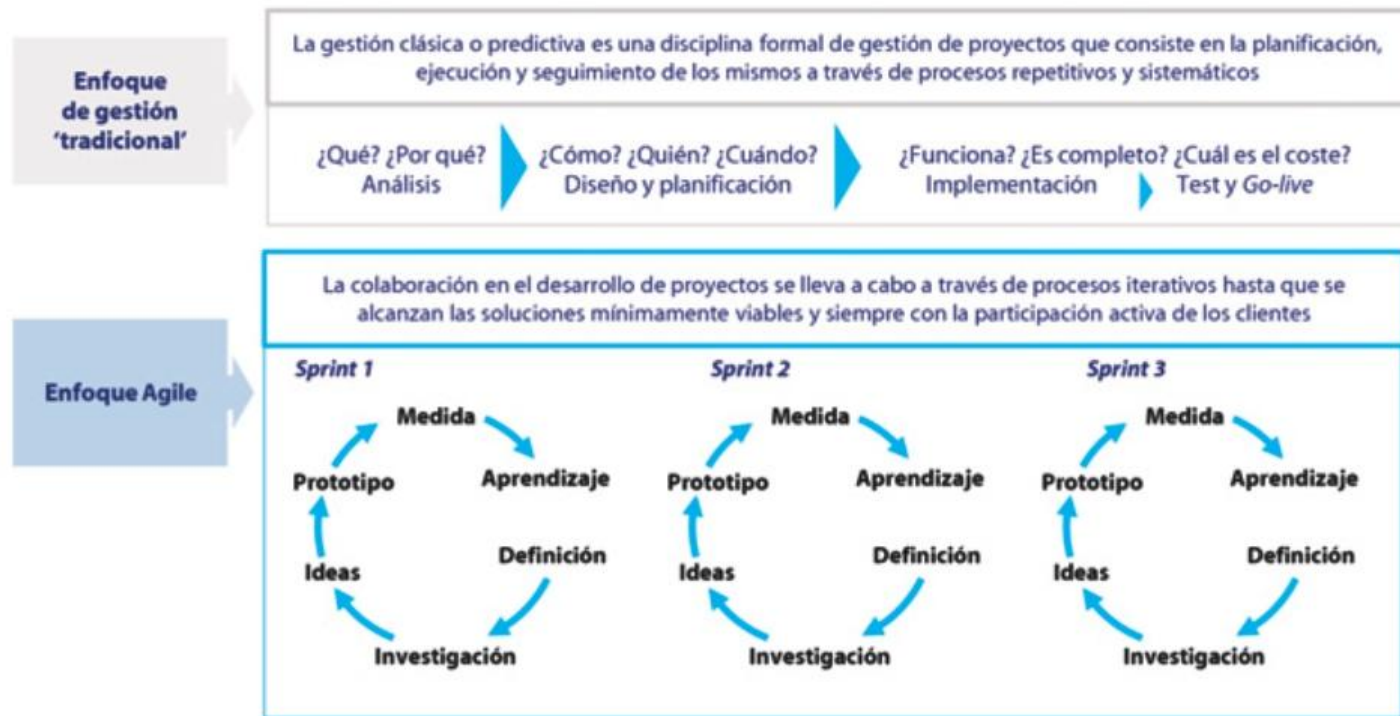 Enfoque
de gestión
‘tradicional’
La gestión clásica o predictiva es una disciplina formal de gestión de proyectos que consiste en la planificación,
ejecución y seguimiento de los mismos a través de procesos repetitivos y sistemáticos
¿Qué? ¿Por qué?
Análisis
¿Cómo? ¿Quién? ¿Cuándo?
Diseño y planificación
¿Funciona? ¿Es completo? ¿Cuál es el coste?
Implementación
Test y Go-live
Enfoque Agile
La colaboración en el desarrollo de proyectos se lleva a cabo a través de procesos iterativos hasta que se
alcanzan las soluciones mínimamente viables y siempre con la participación activa de los clientes
Sprint 1
Medida
Aprendizaje
Definición
Investigación
Ideas
Prototipo
Sprint 2
Medida
Aprendizaje
Definición
Investigación
Ideas
Prototipo
Sprint 3
Medida
Aprendizaje
Definición
Investigación
Ideas
Prototipo